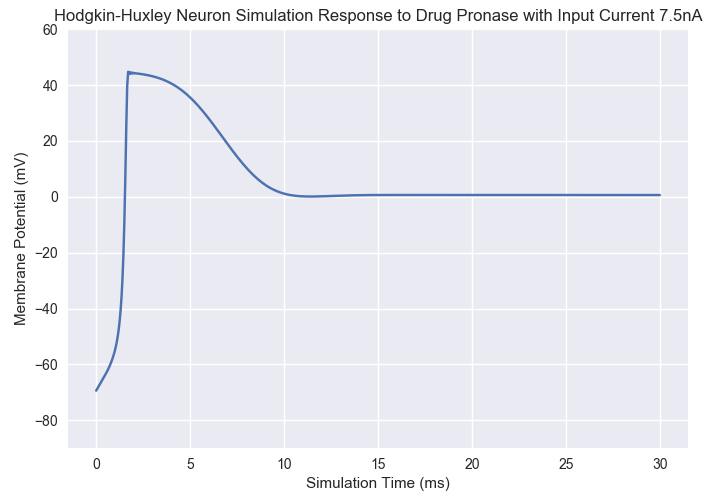 Hodgkin-Huxley Neuron Simulation Response to Drug Pronase with Input Current 7.5nA
60
40
20
0
−20
−40
−60
−80
Membrane Potential (mV)
0 5 10 15 20 25 30
Simulation Time (ms)